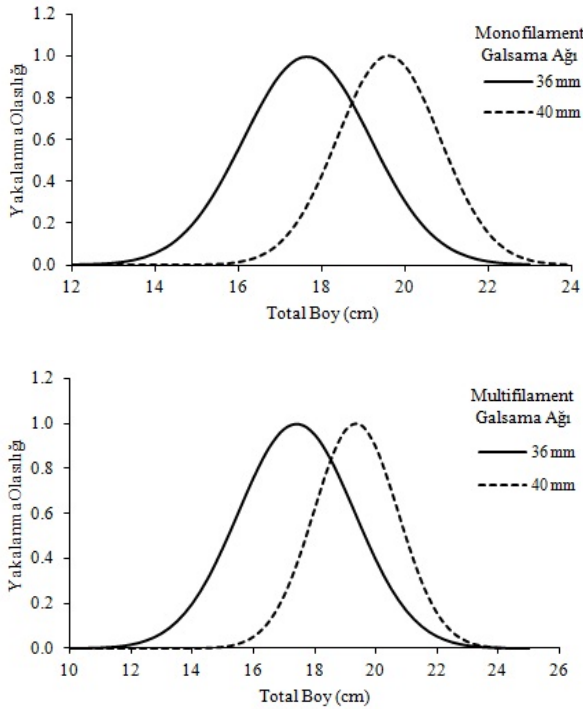 Monofilament
Galsama Ağı
36 mm
40 mm
Yakalanma Olasılığı
1.2
1.0
0.8
0.6
0.4
0.2
0.0
12 14 16 18 20 22 24
Total Boy (cm)
Multifilament
Galsama Ağı
36 mm
40 mm
Yakalanma Olasılığı
1.2
1.0
0.8
0.6
0.4
0.2
0.0
10 12 14 16 18 20 22 24 26
Total Boy (cm)